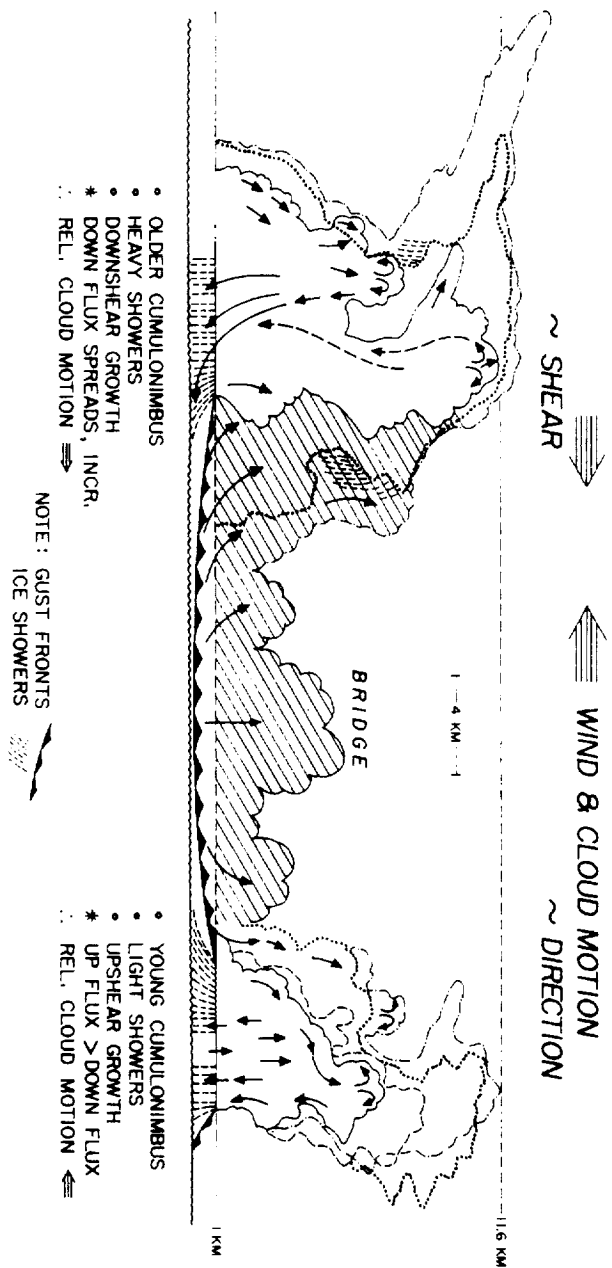 ~ SHEAR
WIND & CLOUD MOTION
~ DIRECTION
11.6 KM
4 KM
BRIDGE
1 KM
• OLDER CUMULONIMBUS
• HEAVY SHOWERS
• DOWNSHEAR GROWTH
* DOWN FLUX SPREADS, INCR.
∴ REL. CLOUD MOTION
• YOUNG CUMULONIMBUS
• LIGHT SHOWERS
• UPSHEAR GROWTH
* UP FLUX > DOWN FLUX
∴ REL. CLOUD MOTION
NOTE: GUST FRONTS
ICE SHOWERS